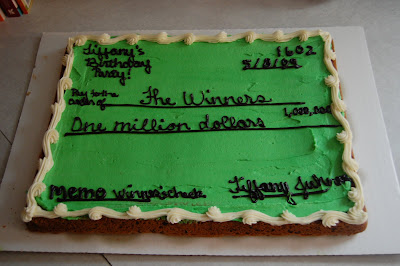 Tiffany's 1602
Birthday
Party! 5/8/09
Pay to the
order of The Winners 1,000,000
One million dollars
Memo winner's check Tiffany